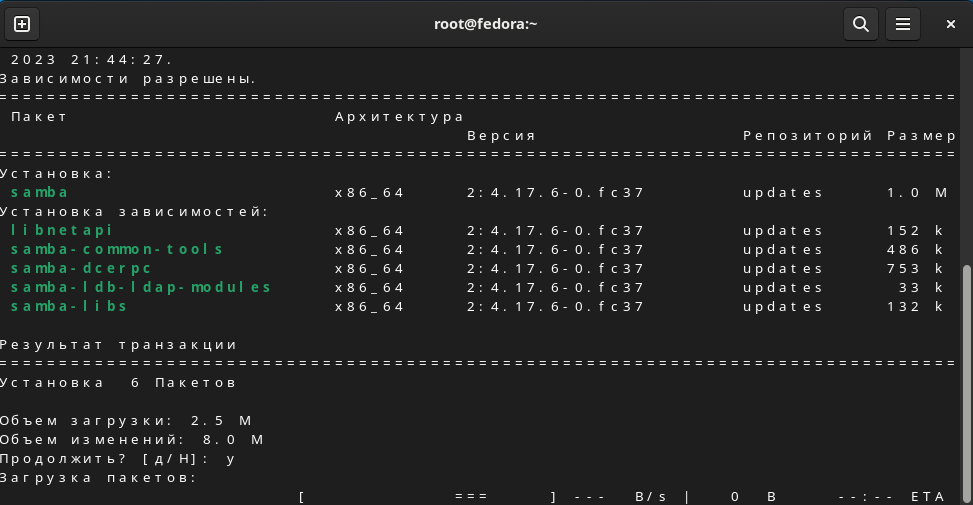 root@fedora:~
2023 21:44:27.
Зависимости разрешены.
================================================================================
Пакет Архитектура
Версия Репозиторий Размер
================================================================================
Установка:
samba x86_64 2:4.17.6-0.fc37 updates 1.0 M
Установка зависимостей:
libnetapi x86_64 2:4.17.6-0.fc37 updates 152 k
samba-common-tools x86_64 2:4.17.6-0.fc37 updates 486 k
samba-dcerpc x86_64 2:4.17.6-0.fc37 updates 753 k
samba-ldb-ldap-modules x86_64 2:4.17.6-0.fc37 updates 33 k
samba-libs x86_64 2:4.17.6-0.fc37 updates 132 k
Результат транзакции
================================================================================
Установка 6 Пакетов
Объем загрузки: 2.5 M
Объем изменений: 8.0 M
Продолжить? [д/Н]: y
Загрузка пакетов:
[ === ] --- B/s | 0 B --:-- ETA